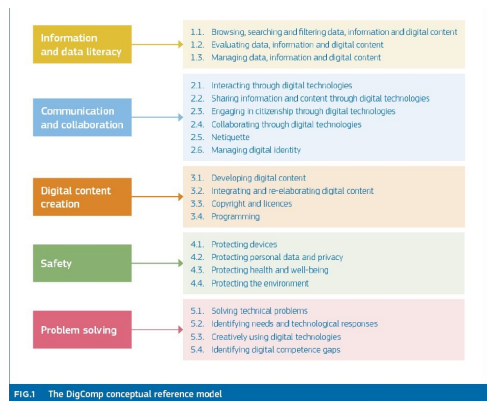 Information
and data literacy
1.1. Browsing, searching and filtering data, information and digital content
1.2. Evaluating data, information and digital content
1.3. Managing data, information and digital content
Communication
and collaboration
2.1. Interacting through digital technologies
2.2. Sharing information and content through digital technologies
2.3. Engaging in citizenship through digital technologies
2.4. Collaborating through digital technologies
2.5. Netiquette
2.6. Managing digital identity
Digital content
creation
3.1. Developing digital content
3.2. Integrating and re-elaborating digital content
3.3. Copyright and licences
3.4. Programming
Safety
4.1. Protecting devices
4.2. Protecting personal data and privacy
4.3. Protecting health and well-being
4.4. Protecting the environment
Problem solving
5.1. Solving technical problems
5.2. Identifying needs and technological responses
5.3. Creatively using digital technologies
5.4. Identifying digital competence gaps
FIG.1 The DigComp conceptual reference model